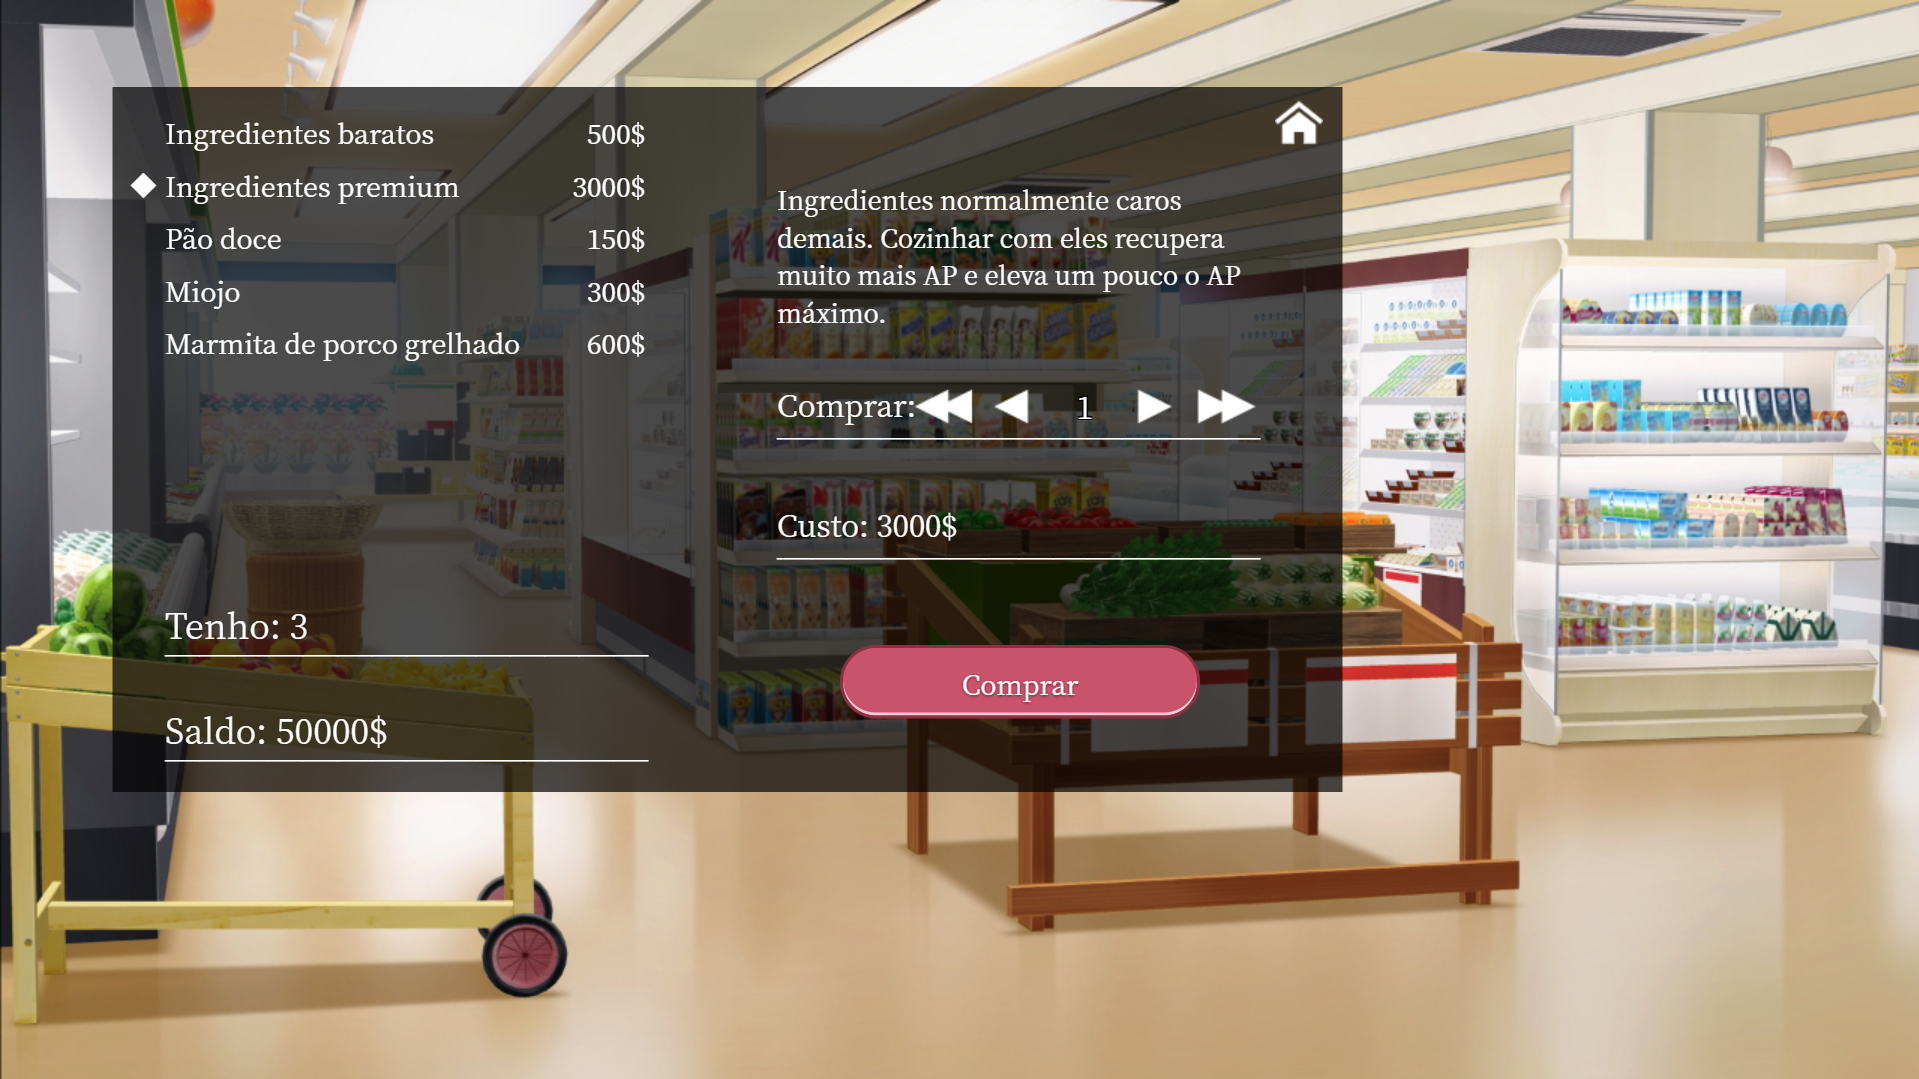 Ingredientes baratos 500$
Ingredientes premium 3000$
Pão doce 150$
Miojo 300$
Marmita de porco grelhado 600$
Tenho: 3
Saldo: 50000$
Ingredientes normalmente caros
demais. Cozinhar com eles recupera
muito mais AP e eleva um pouco o AP
máximo.
Comprar: 1
Custo: 3000$
Comprar